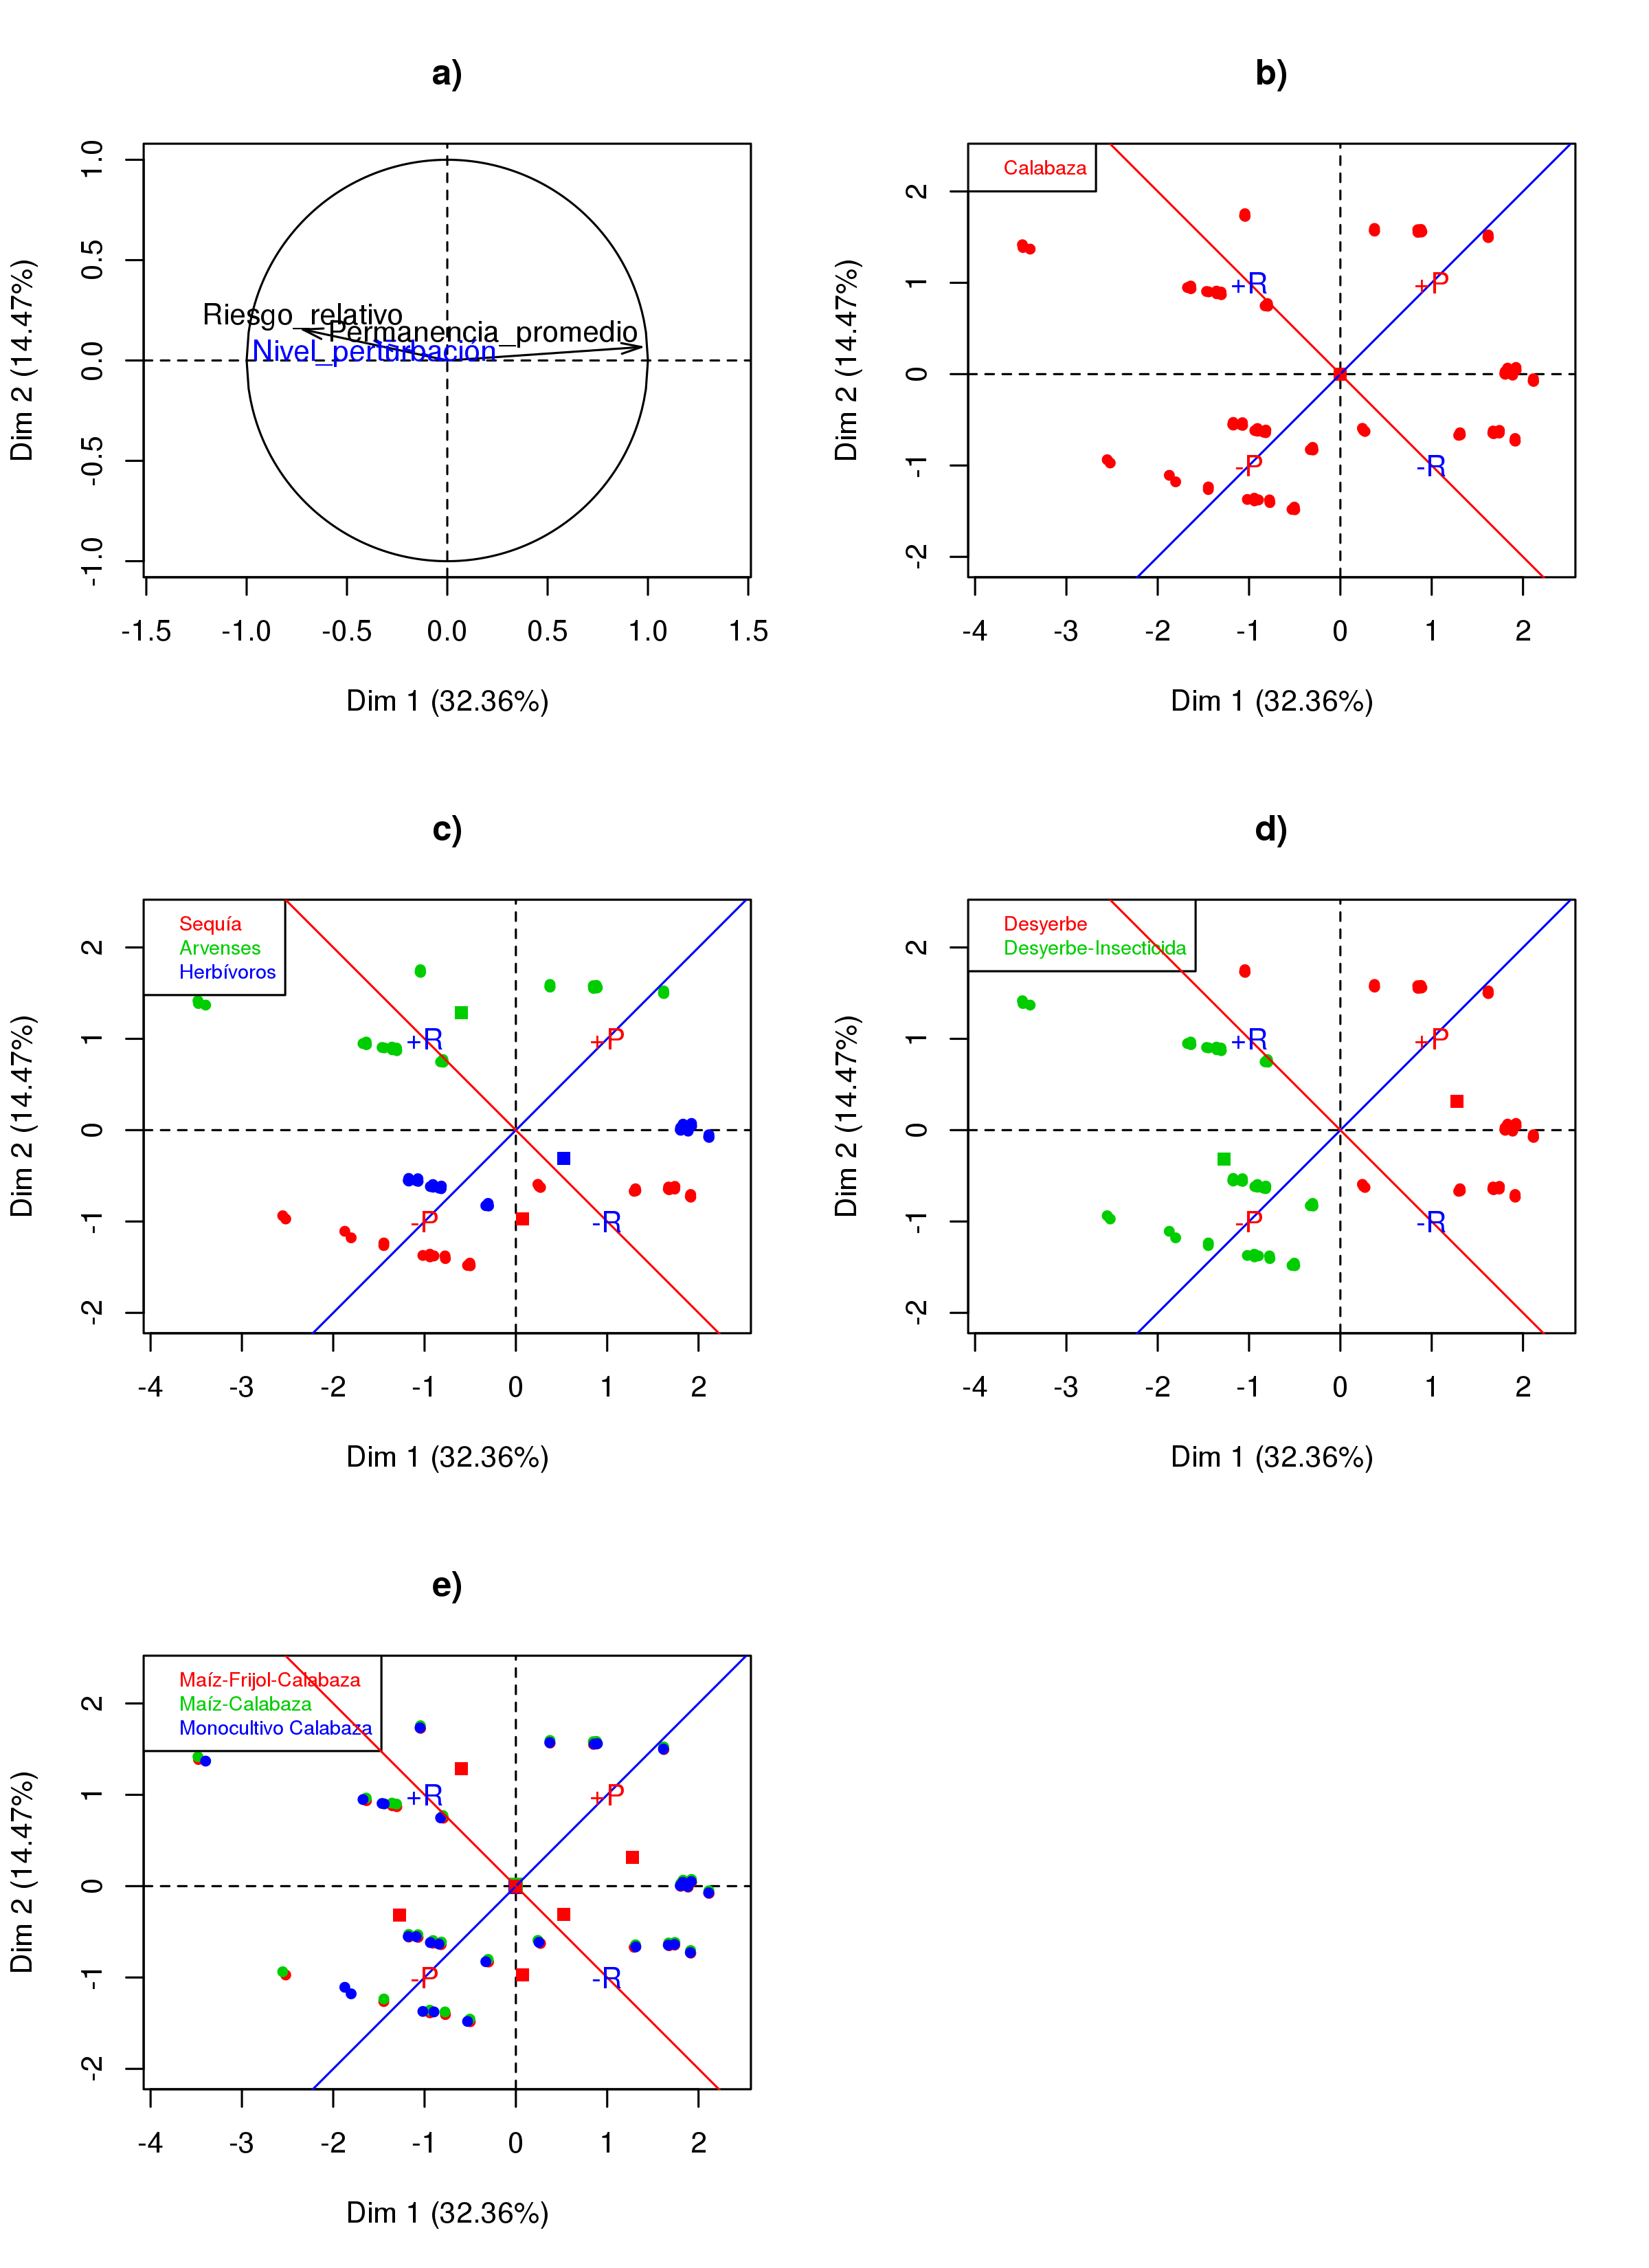 a)
1.0
0.5
0.0
-0.5
-1.0
Dim 2 (14.47%)
Riesgo_relativo
Permanencia_promedio
Nivel_perturbación
-1.5 -1.0 -0.5 0.0 0.5 1.0 1.5
Dim 1 (32.36%)
b)
Calabaza
2
1
0
-1
-2
Dim 2 (14.47%)
+R +P
-P -R
-4 -3 -2 -1 0 1 2
Dim 1 (32.36%)
c)
Sequía
Arvenses
Herbívoros
2
1
0
-1
-2
Dim 2 (14.47%)
+R +P
-P -R
-4 -3 -2 -1 0 1 2
Dim 1 (32.36%)
d)
Desyerbe
Desyerbe-Insecticida
2
1
0
-1
-2
Dim 2 (14.47%)
+R +P
-P -R
-4 -3 -2 -1 0 1 2
Dim 1 (32.36%)
e)
Maíz-Frijol-Calabaza
Maíz-Calabaza
Monocultivo Calabaza
2
1
0
-1
-2
Dim 2 (14.47%)
+R +P
-P -R
-4 -3 -2 -1 0 1 2
Dim 1 (32.36%)